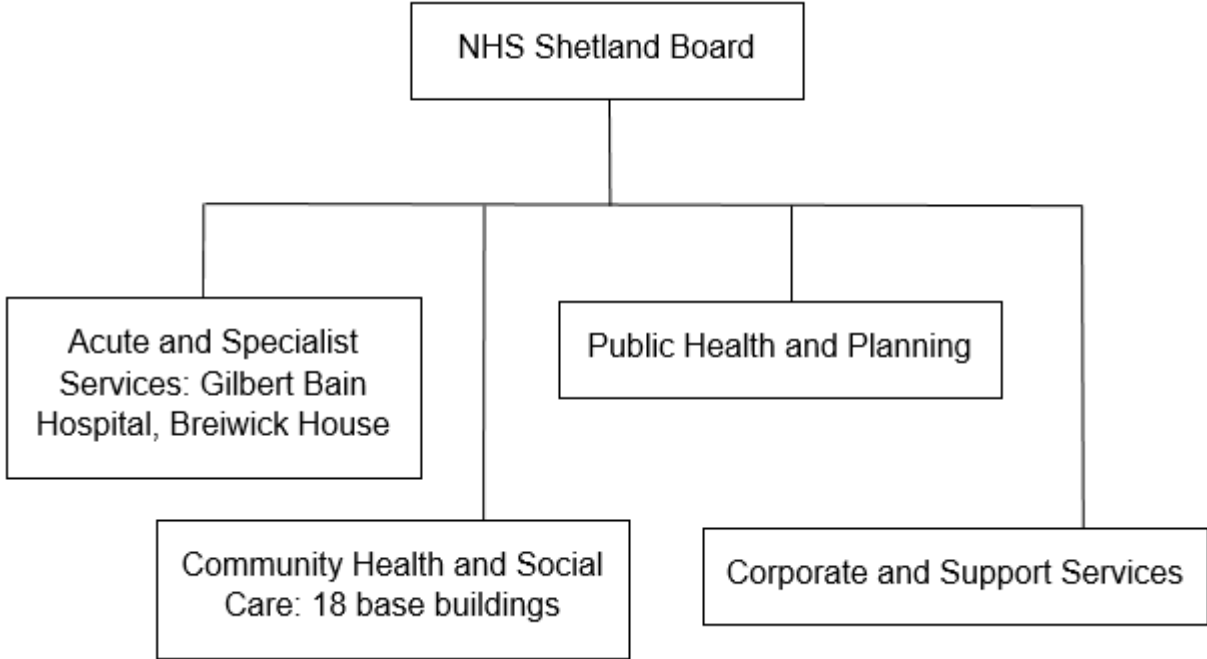 NHS Shetland Board
Acute and Specialist
Services: Gilbert Bain
Hospital, Breiwick House
Public Health and Planning
Community Health and Social
Care: 18 base buildings
Corporate and Support Services